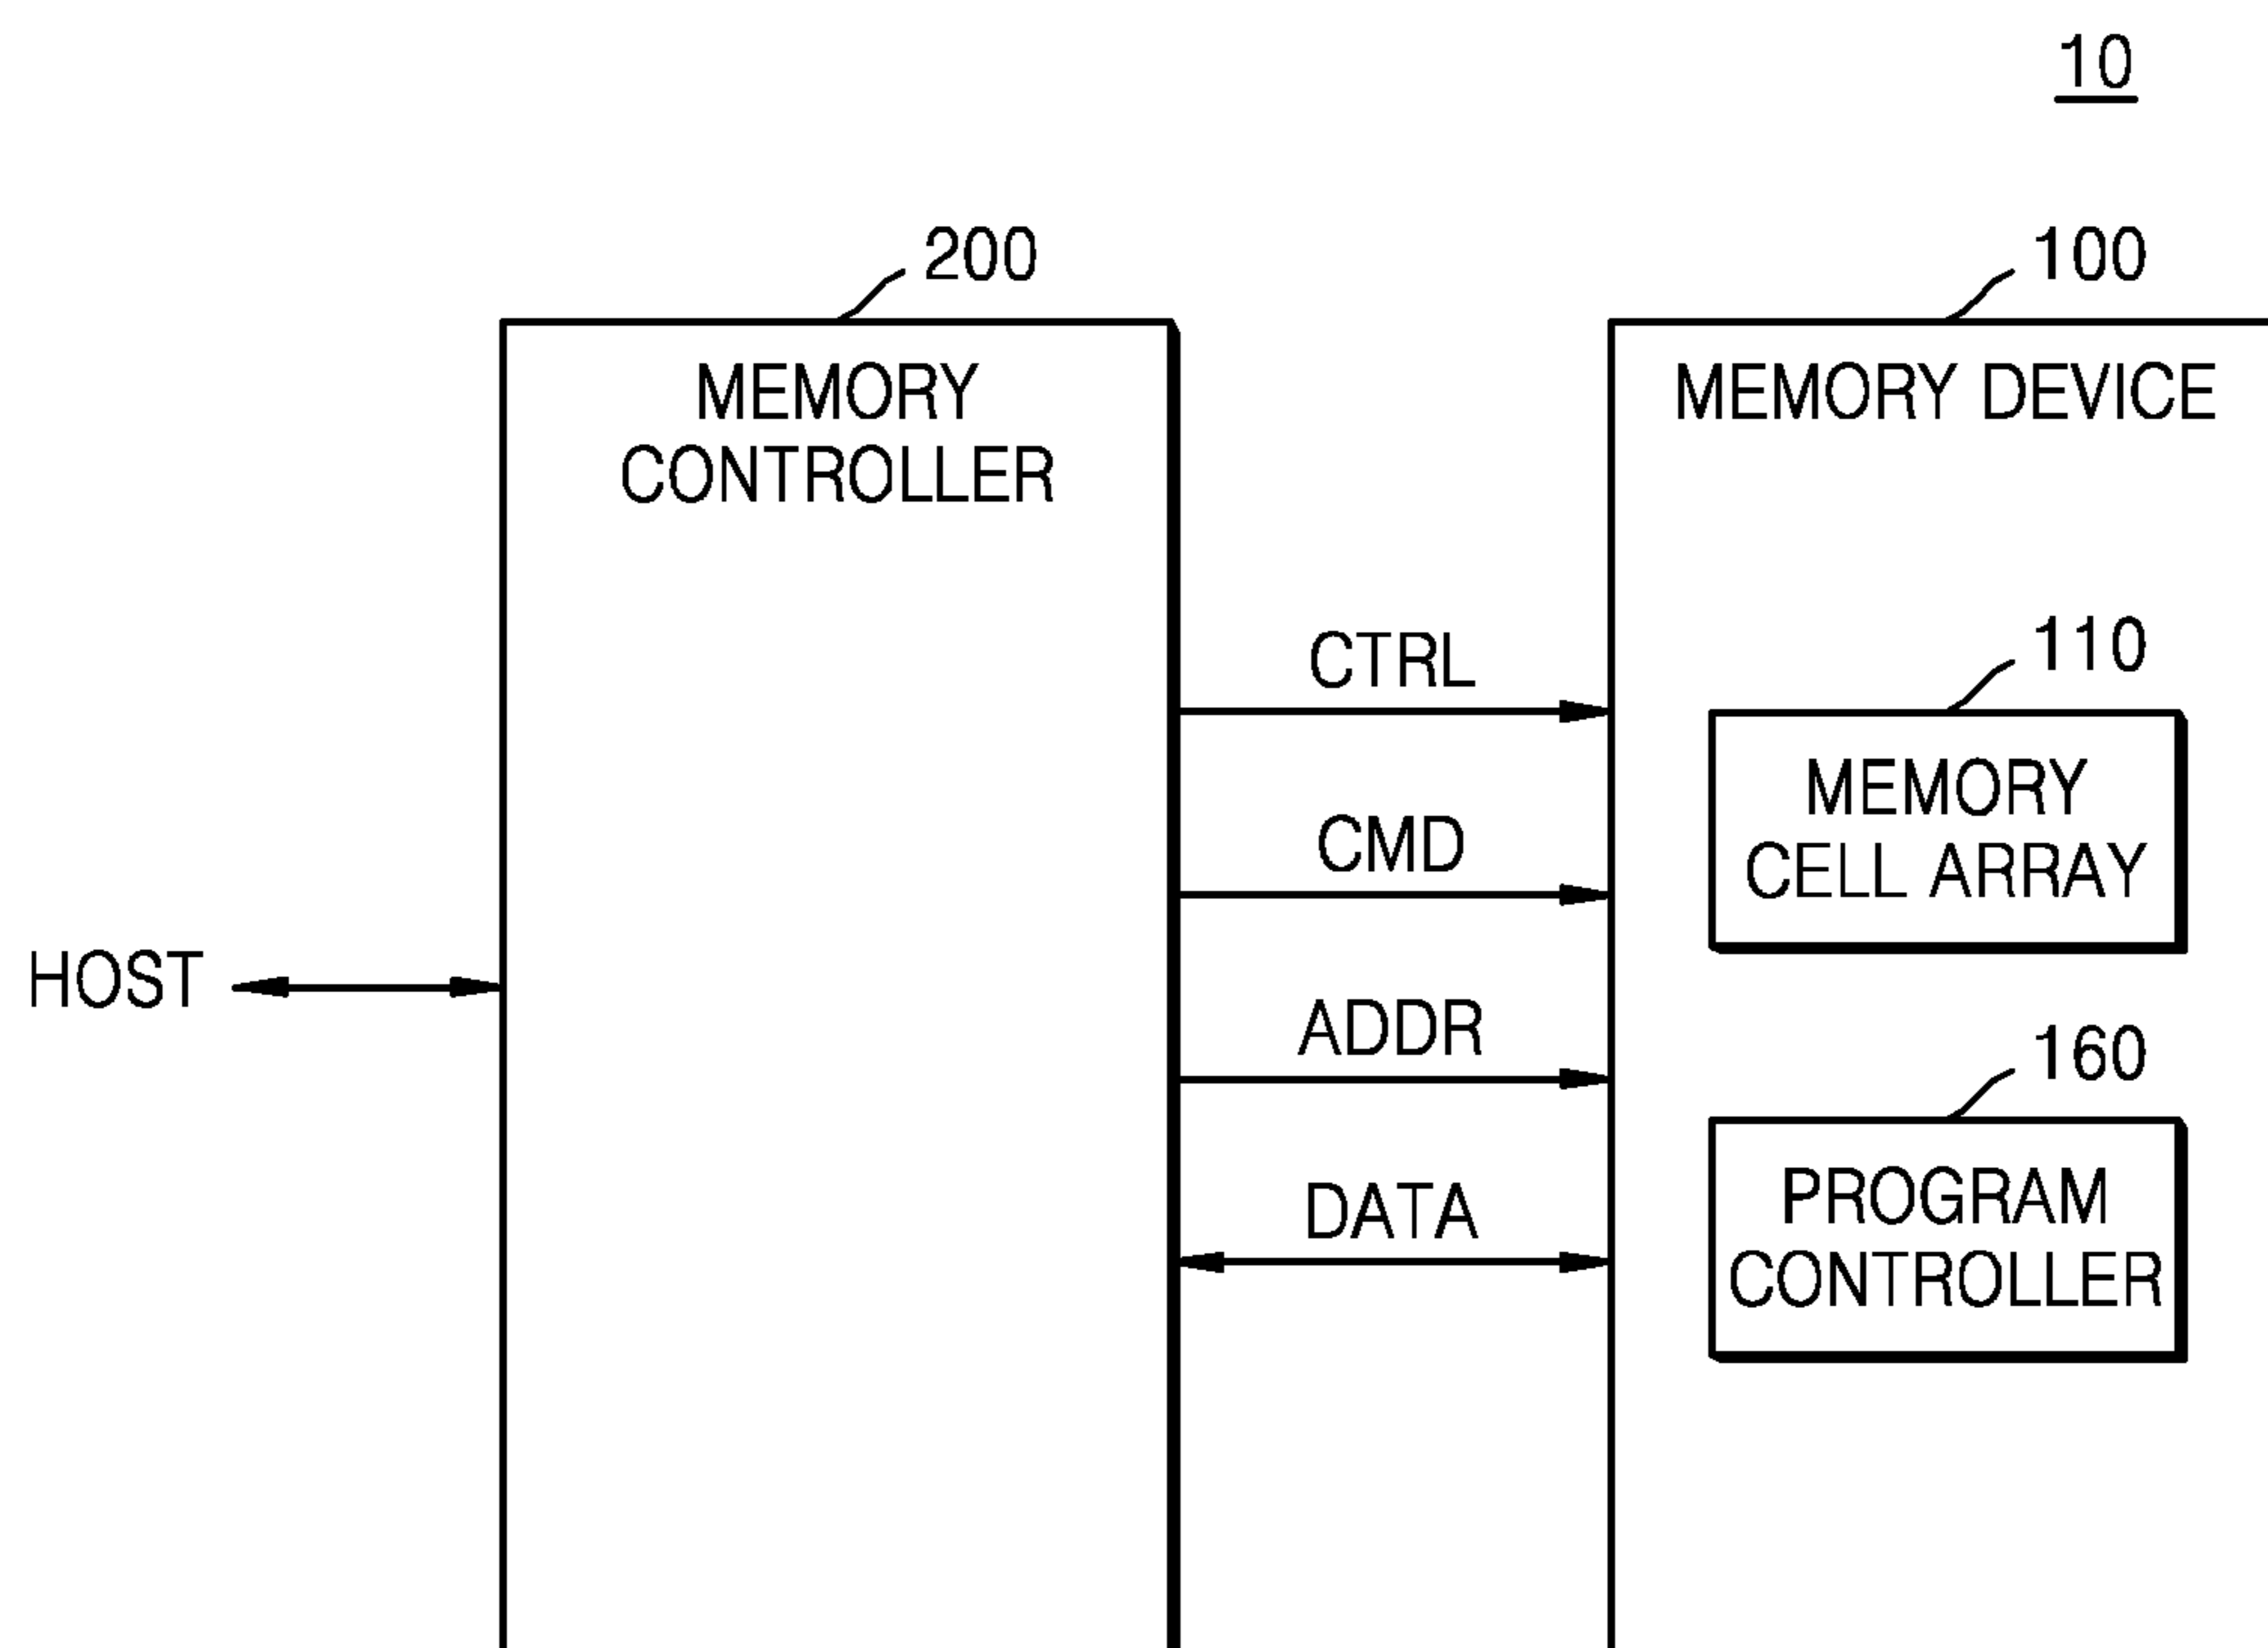 10
200
100
MEMORY
CONTROLLER
MEMORY DEVICE
CTRL
110
MEMORY
CELL ARRAY
CMD
HOST
ADDR
160
PROGRAM
CONTROLLER
DATA